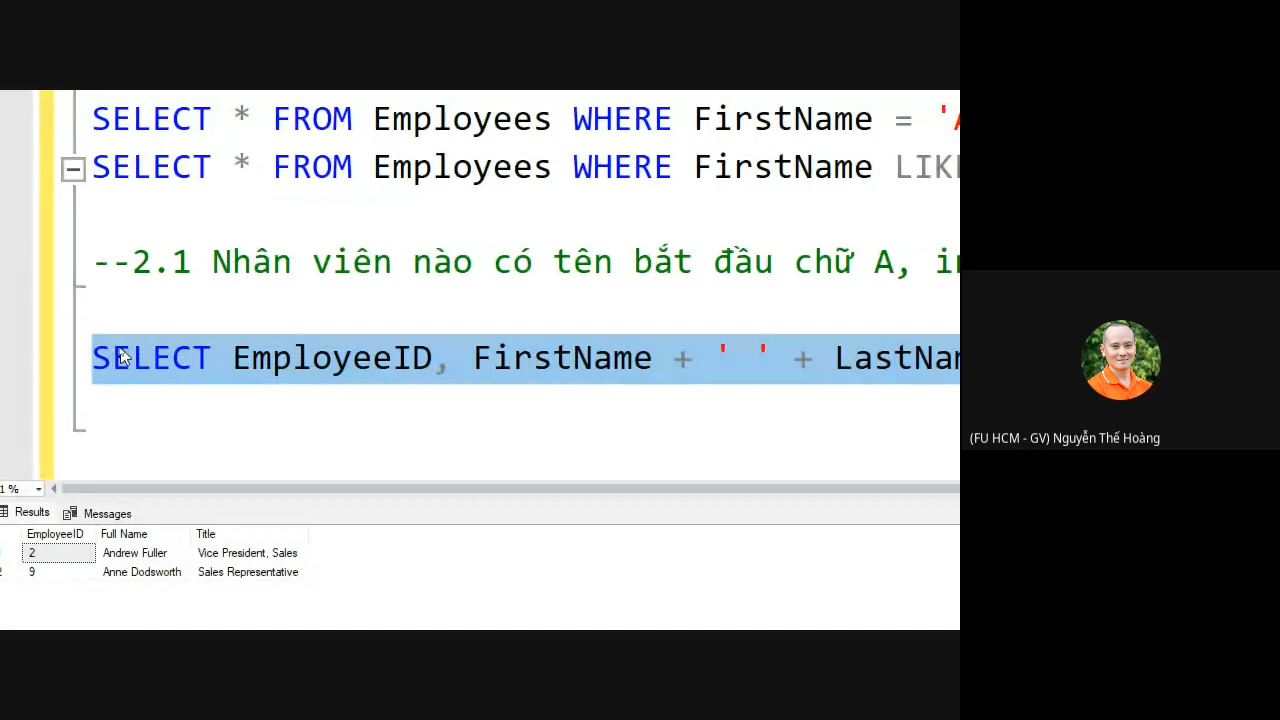 SELECT * FROM Employees WHERE FirstName = '
SELECT * FROM Employees WHERE FirstName
--2.1 Nhân viên nào có tên bắt đầu chữ A,
SELECT EmployeeID, FirstName + ' ' +
(FU HCM - GV) Nguyễn Thế Hoàng
Results Messages
EmployeeID Full Name Title
2 Andrew Fuller Vice President, Sales
9 Anne Dodsworth Sales Representative